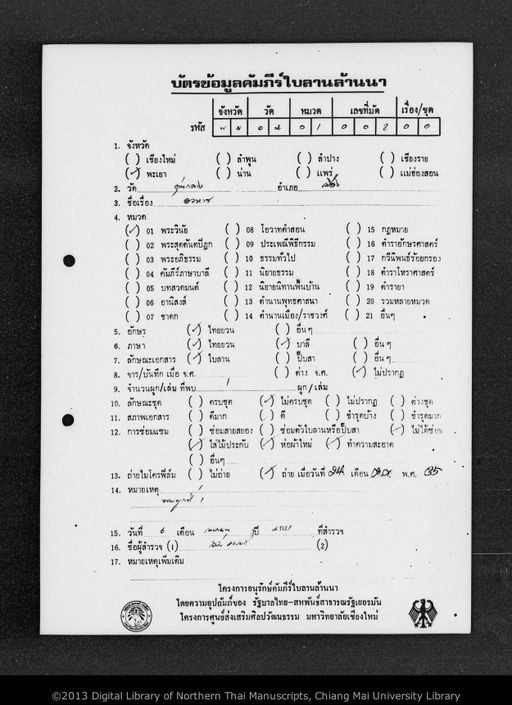 บัตรข้อมูลคัมภีร์ใบลานล้านนา
จังหวัด วัด หมวด เลขที่มัด เรื่อง/ชุด
รหัส 0 1 0 0 2 0 0
1. จังหวัด
( ) เชียงใหม่ ( ) ลำพูน ( ) ลำปาง ( ) เชียงราย
(✓) พะเยา ( ) น่าน ( ) แพร่ ( ) แม่ฮ่องสอน
2. วัด อำเภอ เมือง
3. ชื่อเรื่อง
4. หมวด
(✓) 01 พระวินัย ( ) 08 โอวาทคำสอน ( ) 15 กฎหมาย
( ) 02 พระสุตตันตปิฎก ( ) 09 ประเพณีพิธีกรรม ( ) 16 ตำราอักษรศาสตร์
( ) 03 พระอภิธรรม ( ) 10 ธรรมทั่วไป ( ) 17 กวีนิพนธ์ร้อยกรอง
( ) 04 คัมภีร์ภาษาบาลี ( ) 11 นิยายธรรม ( ) 18 ตำราโหราศาสตร์
( ) 05 บทสวดมนต์ ( ) 12 นิยายนิทานพื้นบ้าน ( ) 19 ตำรายา
( ) 06 อานิสงส์ ( ) 13 ตำนานพุทธศาสนา ( ) 20 รวมหลายหมวด
( ) 07 ชาดก ( ) 14 ตำนานเมือง/ราชวงศ์ ( ) 21 อื่นๆ
5. อักษร (✓) ไทยยวน ( ) อื่นๆ
6. ภาษา (✓) ไทยยวน (✓) บาลี ( ) อื่นๆ
7. ลักษณะเอกสาร (✓) ใบลาน ( ) ปั๊บสา ( ) อื่นๆ
8. จาร/บันทึก เมื่อ จ.ศ. ( ) ต่าง จ.ศ. (✓) ไม่ปรากฏ
9. จำนวนผูก/เล่ม ที่พบ 1 ผูก/เล่ม
10. ลักษณะชุด ( ) ครบชุด (✓) ไม่ครบชุด ( ) ไม่ปรากฏ ( ) ต่างชุด
11. สภาพเอกสาร ( ) ดีมาก (✓) ดี ( ) ชำรุดบ้าง ( ) ชำรุดมาก
12. การซ่อมแซม ( ) ซ่อมสายสอง ( ) ซ่อมตัวใบลานหรือปั๊บสา (✓) ไม่ได้ซ่อม
(✓) ใส่ไม้ประกับ (✓) ห่อผ้าใหม่ (✓) ทำความสะอาด
( ) อื่นๆ
13. ถ่ายไมโครฟิล์ม ( ) ไม่ถ่าย (✓) ถ่าย เมื่อวันที่ 24 เดือน พ.ศ. 35
14. หมายเหตุ
15. วันที่ 6 เดือน ปี ที่สำรวจ
16. ชื่อผู้สำรวจ (1) (2)
17. หมายเหตุเพิ่มเติม
โครงการอนุรักษ์คัมภีร์ใบลานล้านนา
โดยความอุปถัมภ์ของ รัฐบาลไทย-สหพันธ์สาธารณรัฐเยอรมัน
โครงการศูนย์ส่งเสริมศิลปวัฒนธรรม มหาวิทยาลัยเชียงใหม่
©2013 Digital Library of Northern Thai Manuscripts, Chiang Mai University Library